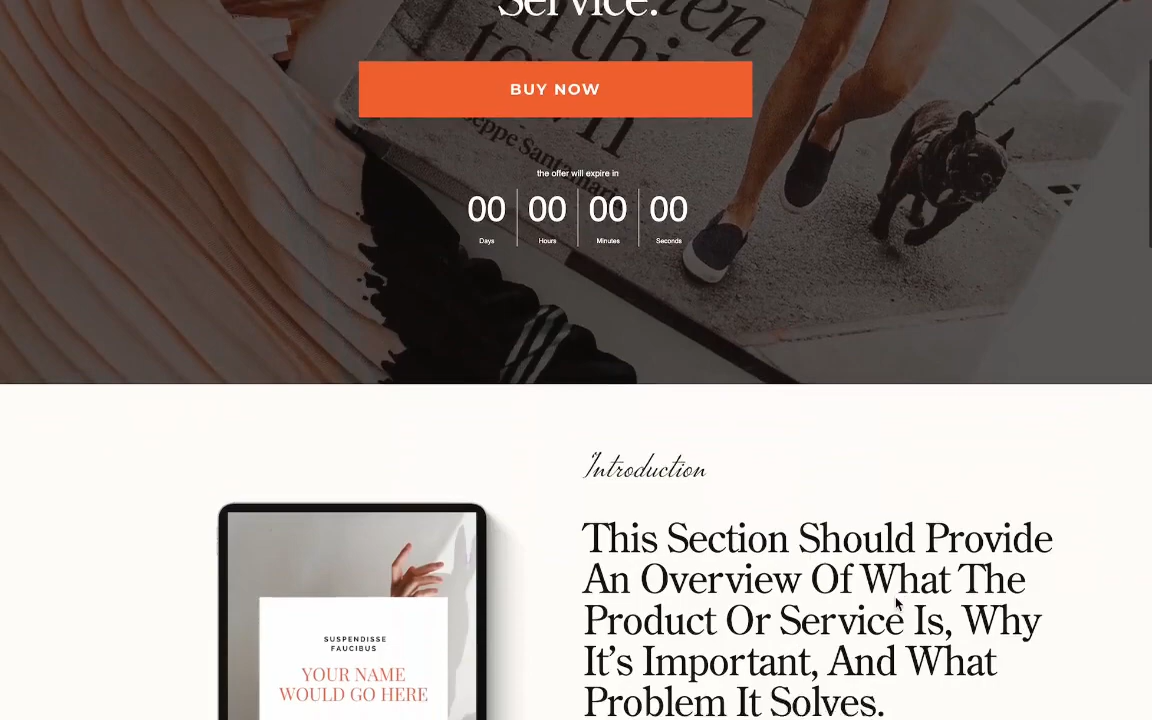 Service.
BUY NOW
the offer will expire in
00 00 00 00
Days Hours Minutes Seconds
Introduction
This Section Should Provide
An Overview Of What The
Product Or Service Is, Why
It's Important, And What
Problem It Solves.
SUSPENDISSE
FAUCIBUS
YOUR NAME
WOULD GO HERE